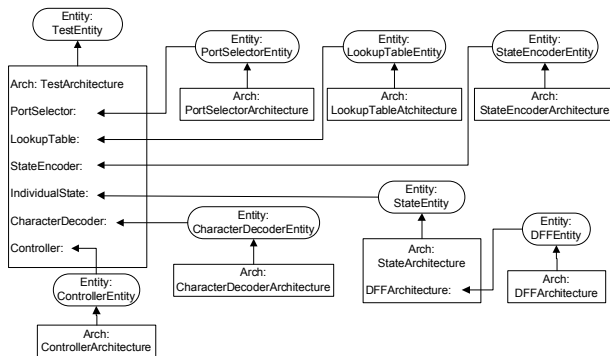 Entity:
TestEntity
Arch: TestArchitecture
PortSelector:
LookupTable:
StateEncoder:
IndividualState:
CharacterDecoder:
Controller:
Entity:
PortSelectorEntity
Arch:
PortSelectorArchitecture
Entity:
LookupTableEntity
Arch:
LookupTableAtchitecture
Entity:
StateEncoderEntity
Arch:
StateEncoderArchitecture
Entity:
StateEntity
Arch:
StateArchitecture
DFFArchitecture:
Entity:
DFFEntity
Arch:
DFFArchitecture
Entity:
CharacterDecoderEntity
Arch:
CharacterDecoderArchitecture
Entity:
ControllerEntity
Arch:
ControllerArchitecture